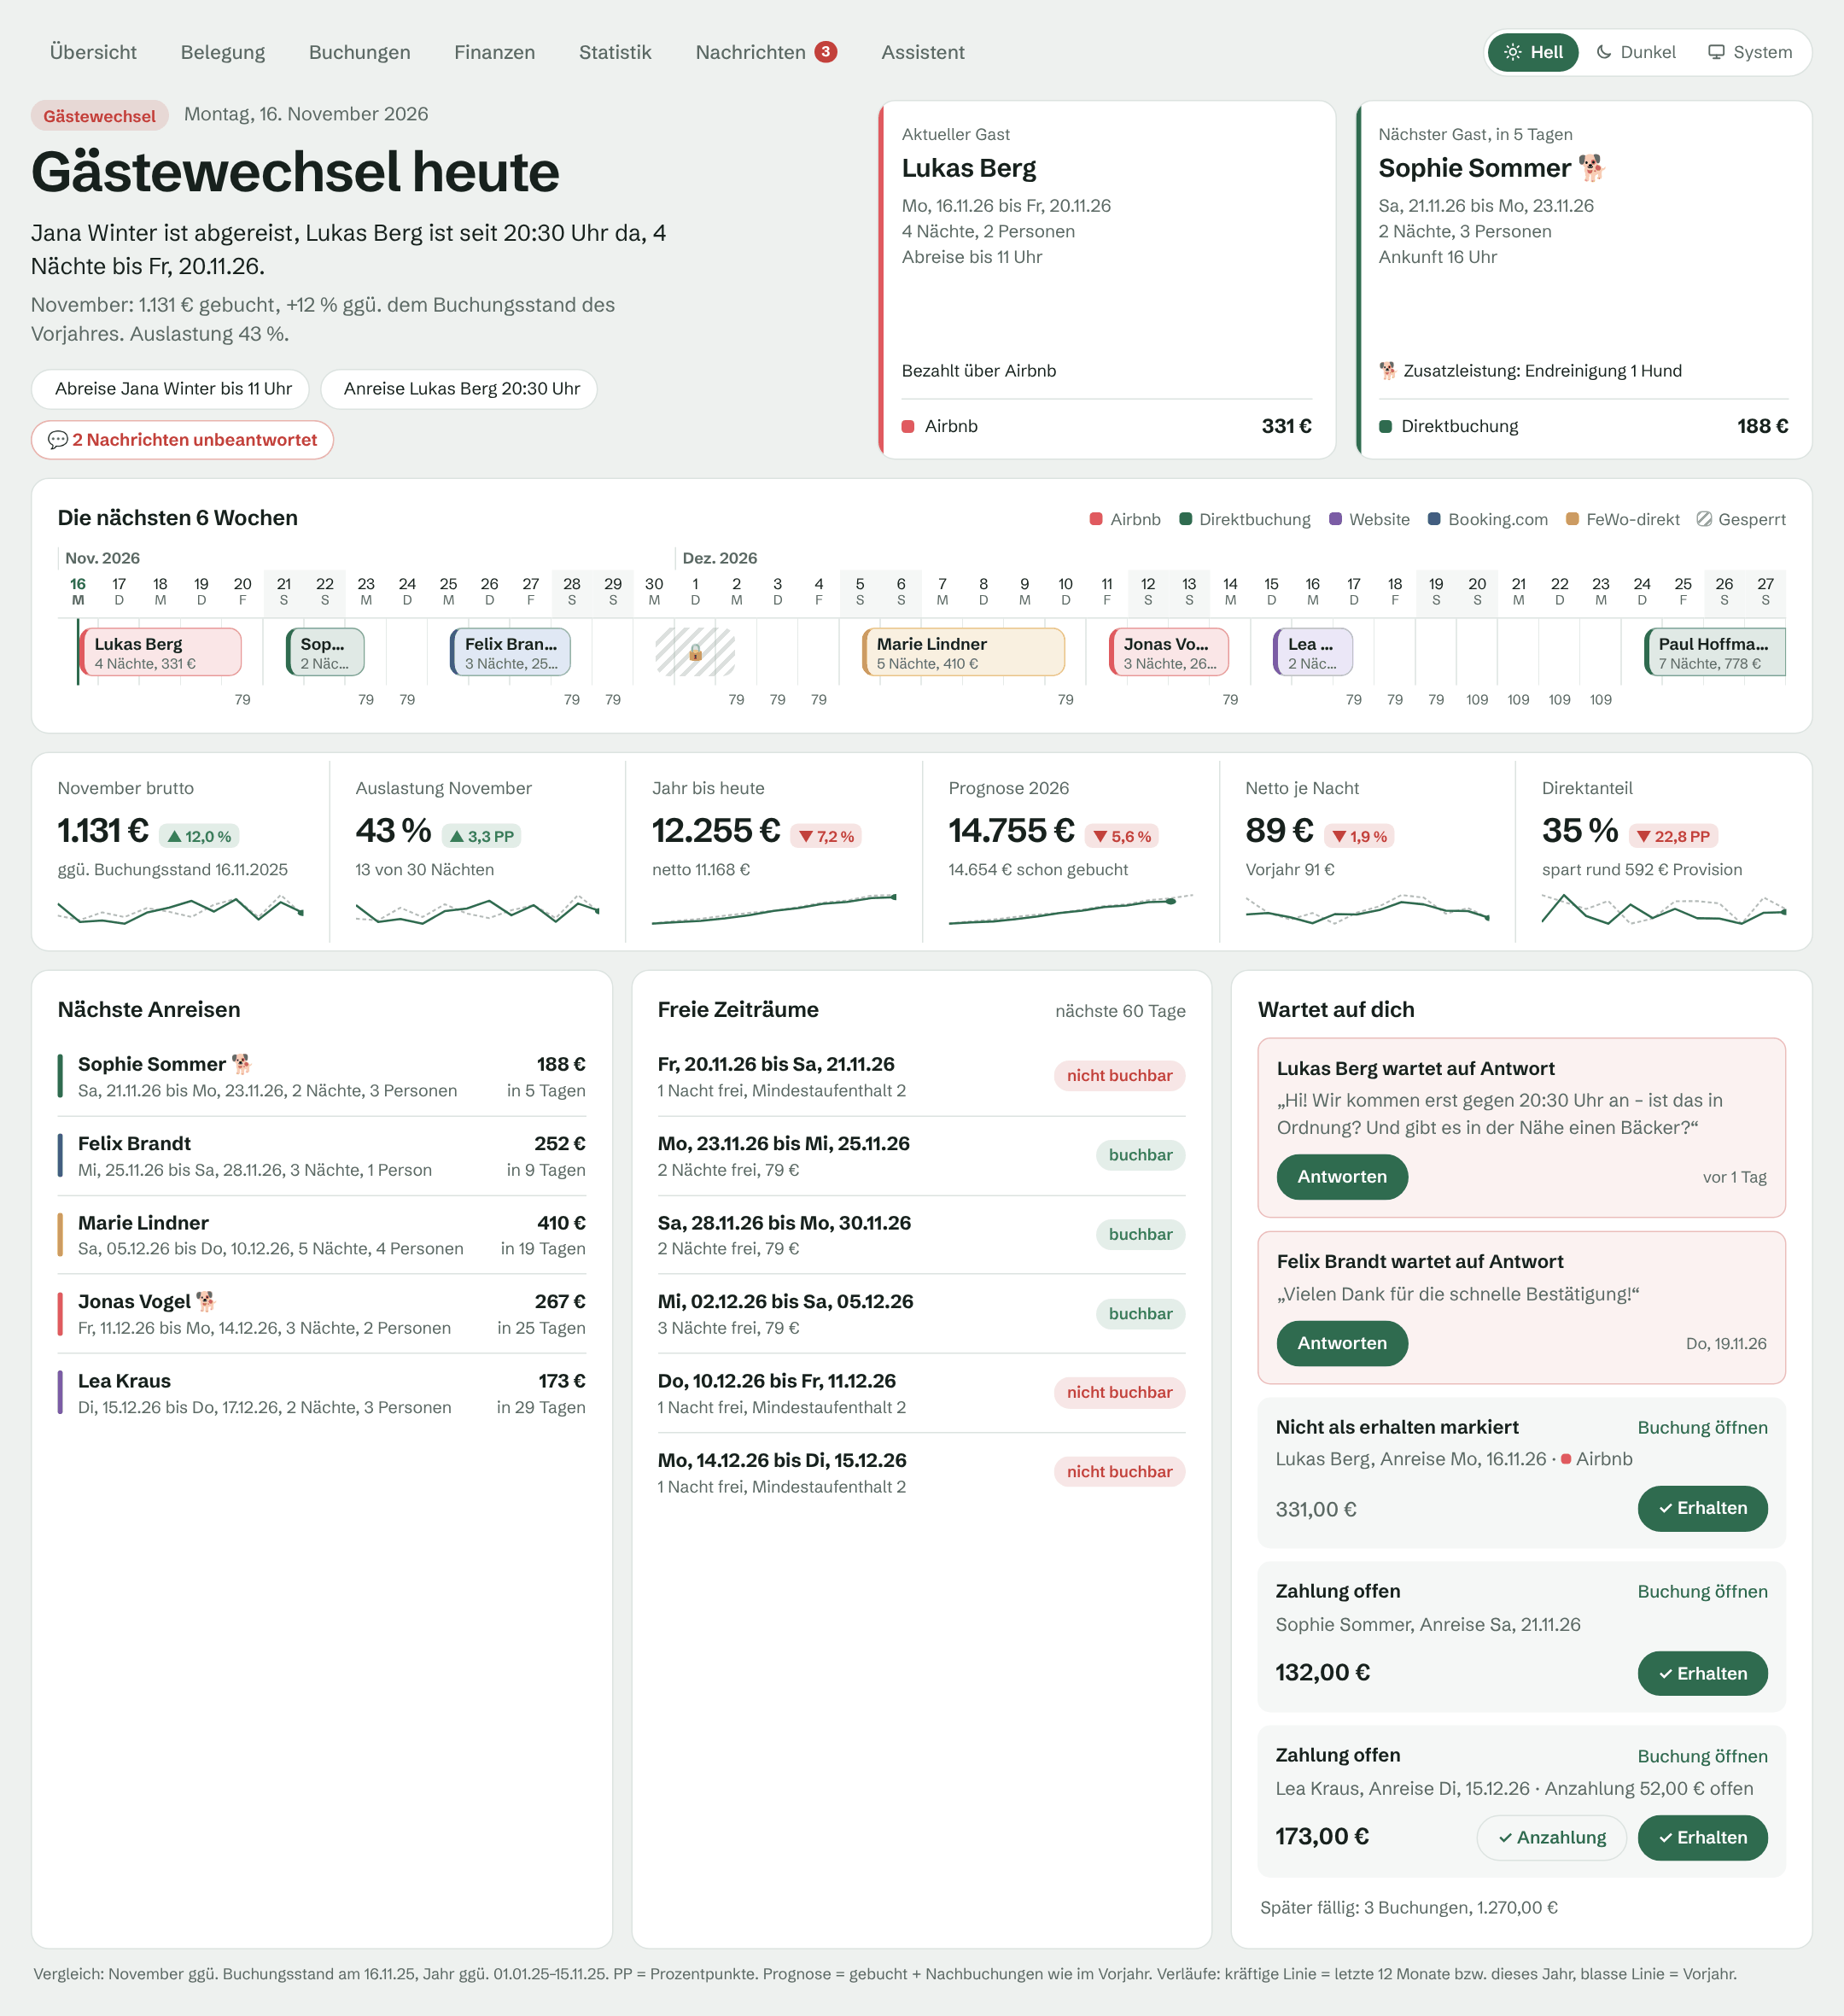 Übersicht Belegung Buchungen Finanzen Statistik Nachrichten 3 Assistent Hell Dunkel System
Gästewechsel Montag, 16. November 2026
Gästewechsel heute
Jana Winter ist abgereist, Lukas Berg ist seit 20:30 Uhr da, 4
Nächte bis Fr, 20.11.26.
November: 1.131 € gebucht, +12 % ggü. dem Buchungsstand des
Vorjahres. Auslastung 43 %.
Abreise Jana Winter bis 11 Uhr Anreise Lukas Berg 20:30 Uhr
💬 2 Nachrichten unbeantwortet
Aktueller Gast
Lukas Berg
Mo, 16.11.26 bis Fr, 20.11.26
4 Nächte, 2 Personen
Abreise bis 11 Uhr
Bezahlt über Airbnb
Airbnb 331 €
Nächster Gast, in 5 Tagen
Sophie Sommer 🐕
Sa, 21.11.26 bis Mo, 23.11.26
2 Nächte, 3 Personen
Ankunft 16 Uhr
🐕 Zusatzleistung: Endreinigung 1 Hund
Direktbuchung 188 €
Die nächsten 6 Wochen Airbnb Direktbuchung Website Booking.com FeWo-direkt Gesperrt
Nov. 2026 Dez. 2026
16 17 18 19 20 21 22 23 24 25 26 27 28 29 30 1 2 3 4 5 6 7 8 9 10 11 12 13 14 15 16 17 18 19 20 21 22 23 24 25 26 27
M D M D F S S M D M D F S S M D M D F S S M D M D F S S M D M D F S S M D M D F S S
Lukas Berg Sop… Felix Bran… 🔒 Marie Lindner Jonas Vo… Lea … Paul Hoffma…
4 Nächte, 331 € 2 Näc… 3 Nächte, 25… 5 Nächte, 410 € 3 Nächte, 26… 2 Näc… 7 Nächte, 778 €
79 79 79 79 79 79 79 79 79 79 79 79 79 109 109 109 109
November brutto
1.131 € ▲ 12,0 %
ggü. Buchungsstand 16.11.2025
Auslastung November
43 % ▲ 3,3 PP
13 von 30 Nächten
Jahr bis heute
12.255 € ▼ 7,2 %
netto 11.168 €
Prognose 2026
14.755 € ▼ 5,6 %
14.654 € schon gebucht
Netto je Nacht
89 € ▼ 1,9 %
Vorjahr 91 €
Direktanteil
35 % ▼ 22,8 PP
spart rund 592 € Provision
Nächste Anreisen
Sophie Sommer 🐕 188 €
Sa, 21.11.26 bis Mo, 23.11.26, 2 Nächte, 3 Personen in 5 Tagen
Felix Brandt 252 €
Mi, 25.11.26 bis Sa, 28.11.26, 3 Nächte, 1 Person in 9 Tagen
Marie Lindner 410 €
Sa, 05.12.26 bis Do, 10.12.26, 5 Nächte, 4 Personen in 19 Tagen
Jonas Vogel 🐕 267 €
Fr, 11.12.26 bis Mo, 14.12.26, 3 Nächte, 2 Personen in 25 Tagen
Lea Kraus 173 €
Di, 15.12.26 bis Do, 17.12.26, 2 Nächte, 3 Personen in 29 Tagen
Freie Zeiträume nächste 60 Tage
Fr, 20.11.26 bis Sa, 21.11.26 nicht buchbar
1 Nacht frei, Mindestaufenthalt 2
Mo, 23.11.26 bis Mi, 25.11.26 buchbar
2 Nächte frei, 79 €
Sa, 28.11.26 bis Mo, 30.11.26 buchbar
2 Nächte frei, 79 €
Mi, 02.12.26 bis Sa, 05.12.26 buchbar
3 Nächte frei, 79 €
Do, 10.12.26 bis Fr, 11.12.26 nicht buchbar
1 Nacht frei, Mindestaufenthalt 2
Mo, 14.12.26 bis Di, 15.12.26 nicht buchbar
1 Nacht frei, Mindestaufenthalt 2
Wartet auf dich
Lukas Berg wartet auf Antwort
„Hi! Wir kommen erst gegen 20:30 Uhr an – ist das in
Ordnung? Und gibt es in der Nähe einen Bäcker?“
Antworten vor 1 Tag
Felix Brandt wartet auf Antwort
„Vielen Dank für die schnelle Bestätigung!“
Antworten Do, 19.11.26
Nicht als erhalten markiert Buchung öffnen
Lukas Berg, Anreise Mo, 16.11.26 · Airbnb
331,00 € ✓ Erhalten
Zahlung offen Buchung öffnen
Sophie Sommer, Anreise Sa, 21.11.26
132,00 € ✓ Erhalten
Zahlung offen Buchung öffnen
Lea Kraus, Anreise Di, 15.12.26 · Anzahlung 52,00 € offen
173,00 € ✓ Anzahlung ✓ Erhalten
Später fällig: 3 Buchungen, 1.270,00 €
Vergleich: November ggü. Buchungsstand am 16.11.25, Jahr ggü. 01.01.25–15.11.25. PP = Prozentpunkte. Prognose = gebucht + Nachbuchungen wie im Vorjahr. Verläufe: kräftige Linie = letzte 12 Monate bzw. dieses Jahr, blasse Linie = Vorjahr.